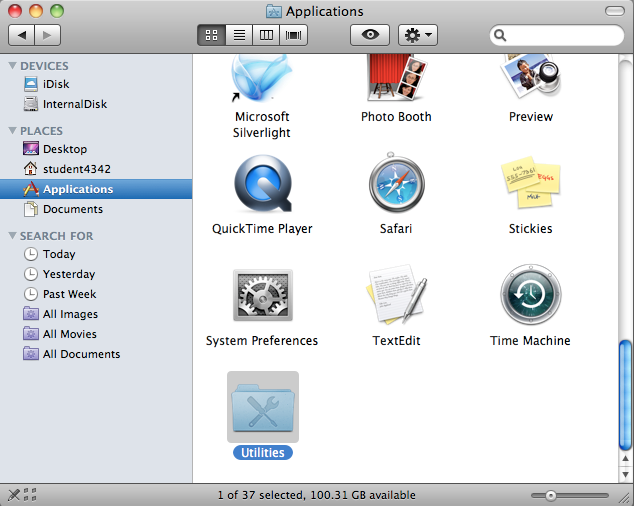 Applications
DEVICES
iDisk
InternalDisk
PLACES
Desktop
student4342
Applications
Documents
SEARCH FOR
Today
Yesterday
Past Week
All Images
All Movies
All Documents
Microsoft
Silverlight
Photo Booth
Preview
QuickTime Player
Safari
EGGS
MILK
Stickies
System Preferences
TextEdit
Time Machine
Utilities
1 of 37 selected, 100.31 GB available